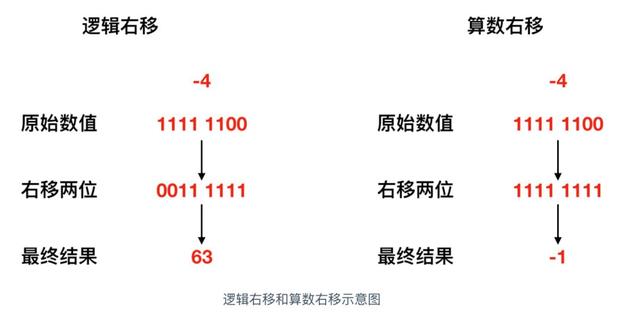 逻辑右移
-4
原始数值 1111 1100
右移两位 0011 1111
最终结果 63
算数右移
-4
原始数值 1111 1100
右移两位 1111 1111
最终结果 -1
逻辑右移和算数右移示意图